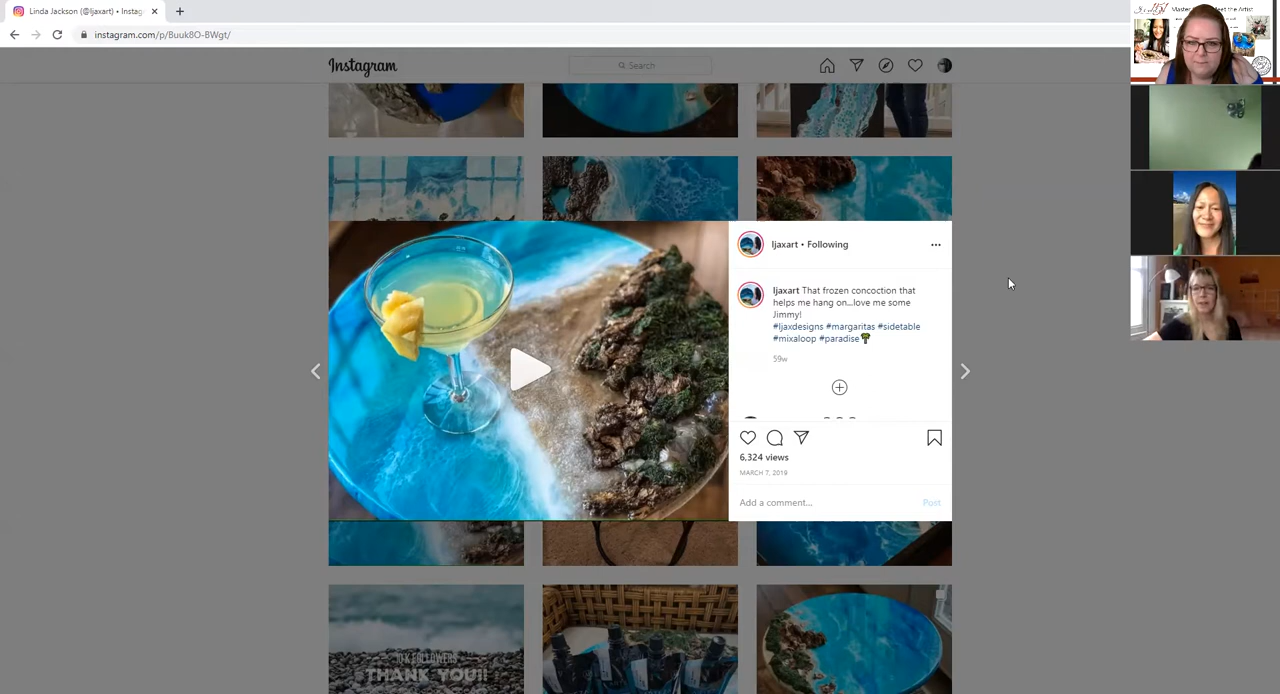 Linda Jackson (@ljaxart) • Instag
instagram.com/p/Buuk8O-BWgt/
Instagram
Search
ljaxart • Following
ljaxart That frozen concoction that
helps me hang on...love me some
Jimmy!
#ljaxdesigns #margaritas #sidetable
#mixaloop #paradise
59w
6,324 views
MARCH 7, 2019
Add a comment...
Post
10 K FOLLOWERS
THANK YOU!!